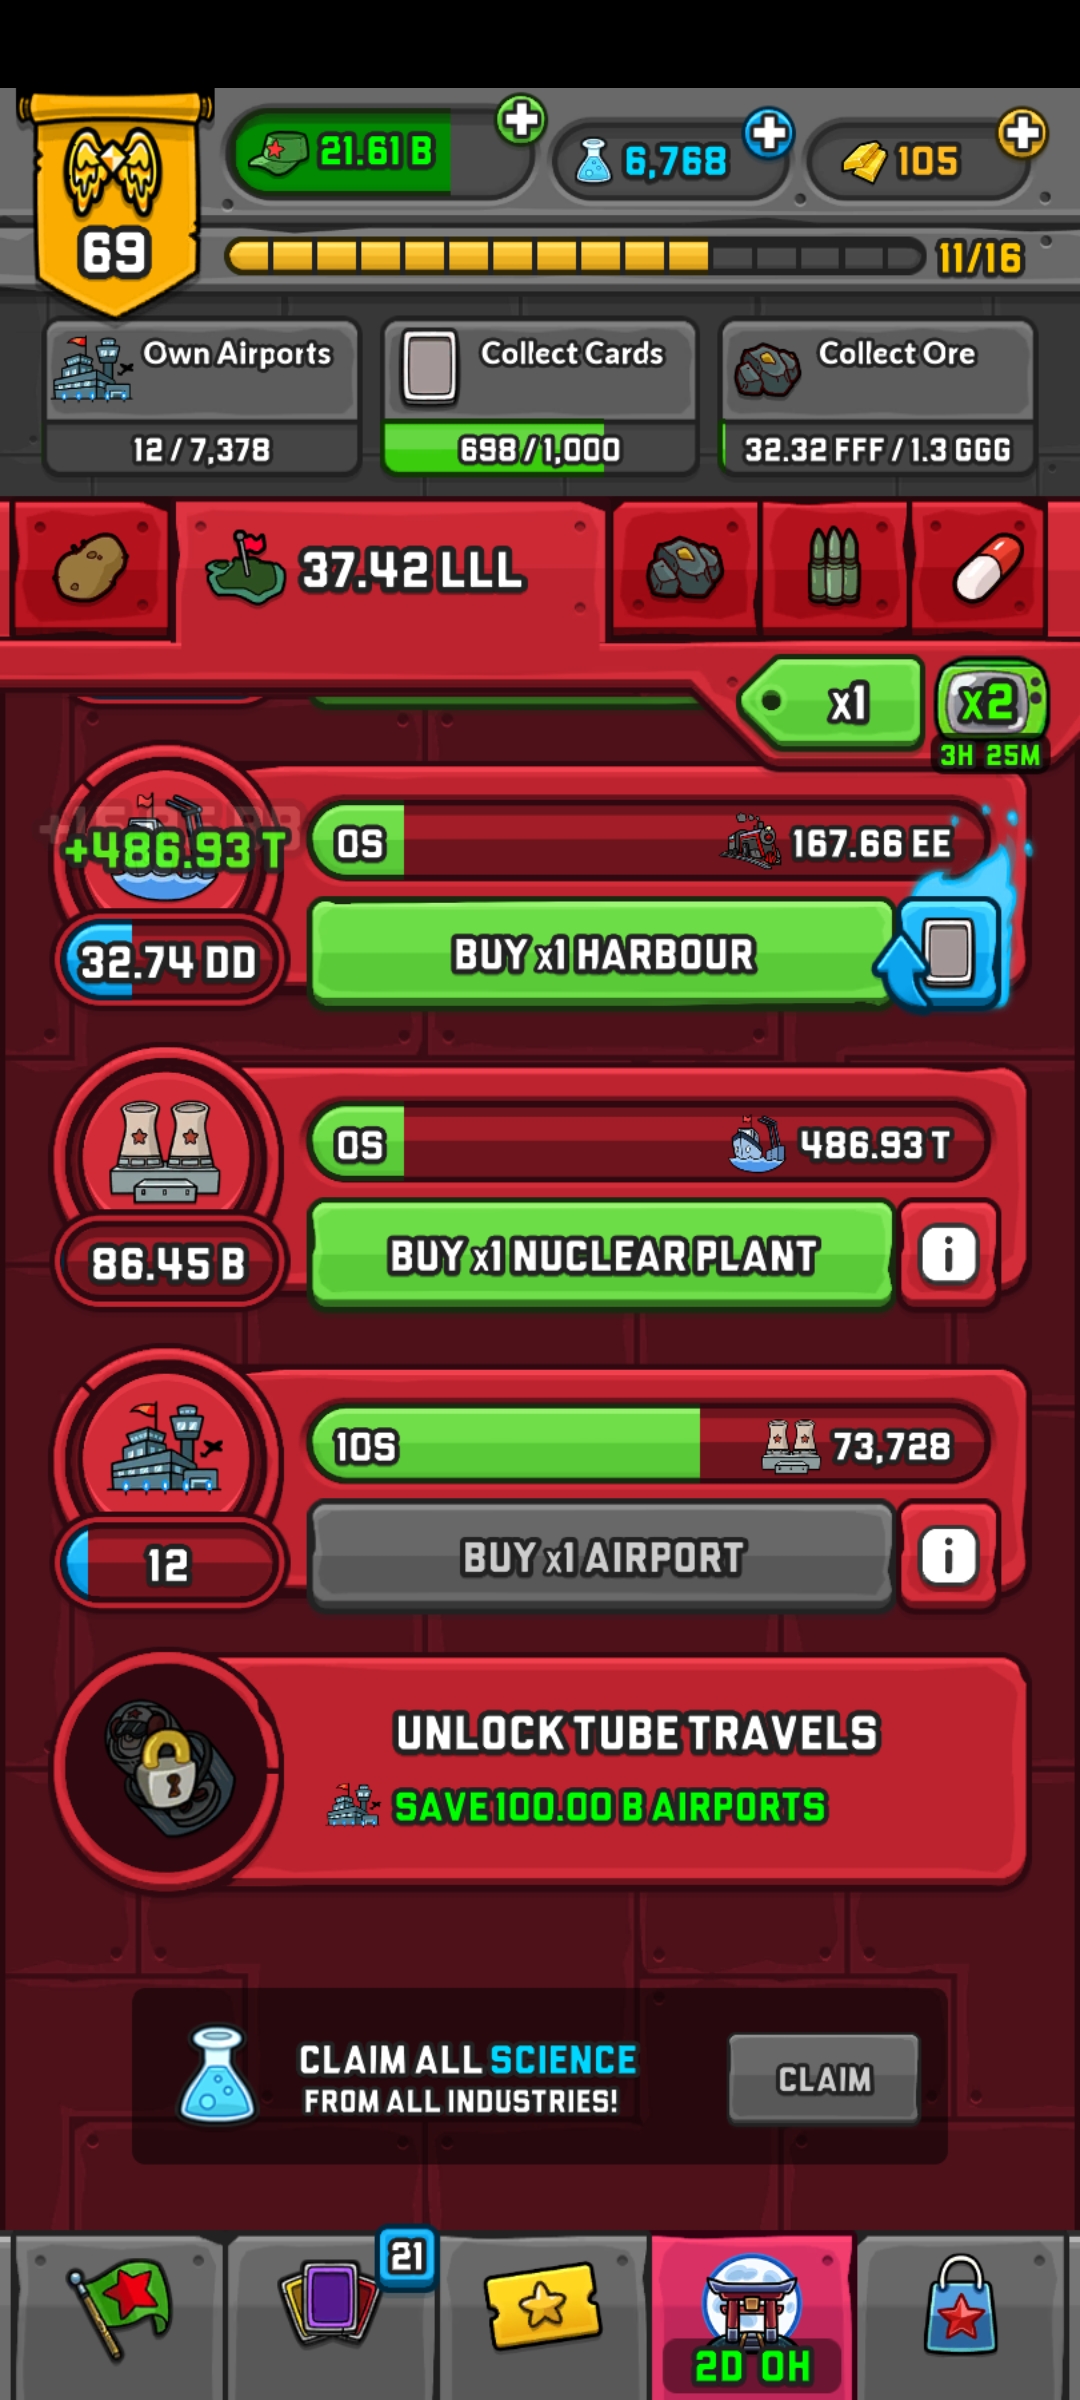 69
21.61 B
6,768
105
11/16
Own Airports
12 / 7,378
Collect Cards
698 / 1,000
Collect Ore
32.32 FFF / 1.3 GGG
37.42 LLL
x1
x2
3H 25M
+486.93 T
0S
167.66 EE
32.74 DD
BUY x1 HARBOUR
0S
486.93 T
86.45 B
BUY x1 NUCLEAR PLANT
i
10S
73,728
12
BUY x1 AIRPORT
i
UNLOCK TUBE TRAVELS
SAVE 100.00 B AIRPORTS
CLAIM ALL SCIENCE
FROM ALL INDUSTRIES!
CLAIM
21
2D 0H